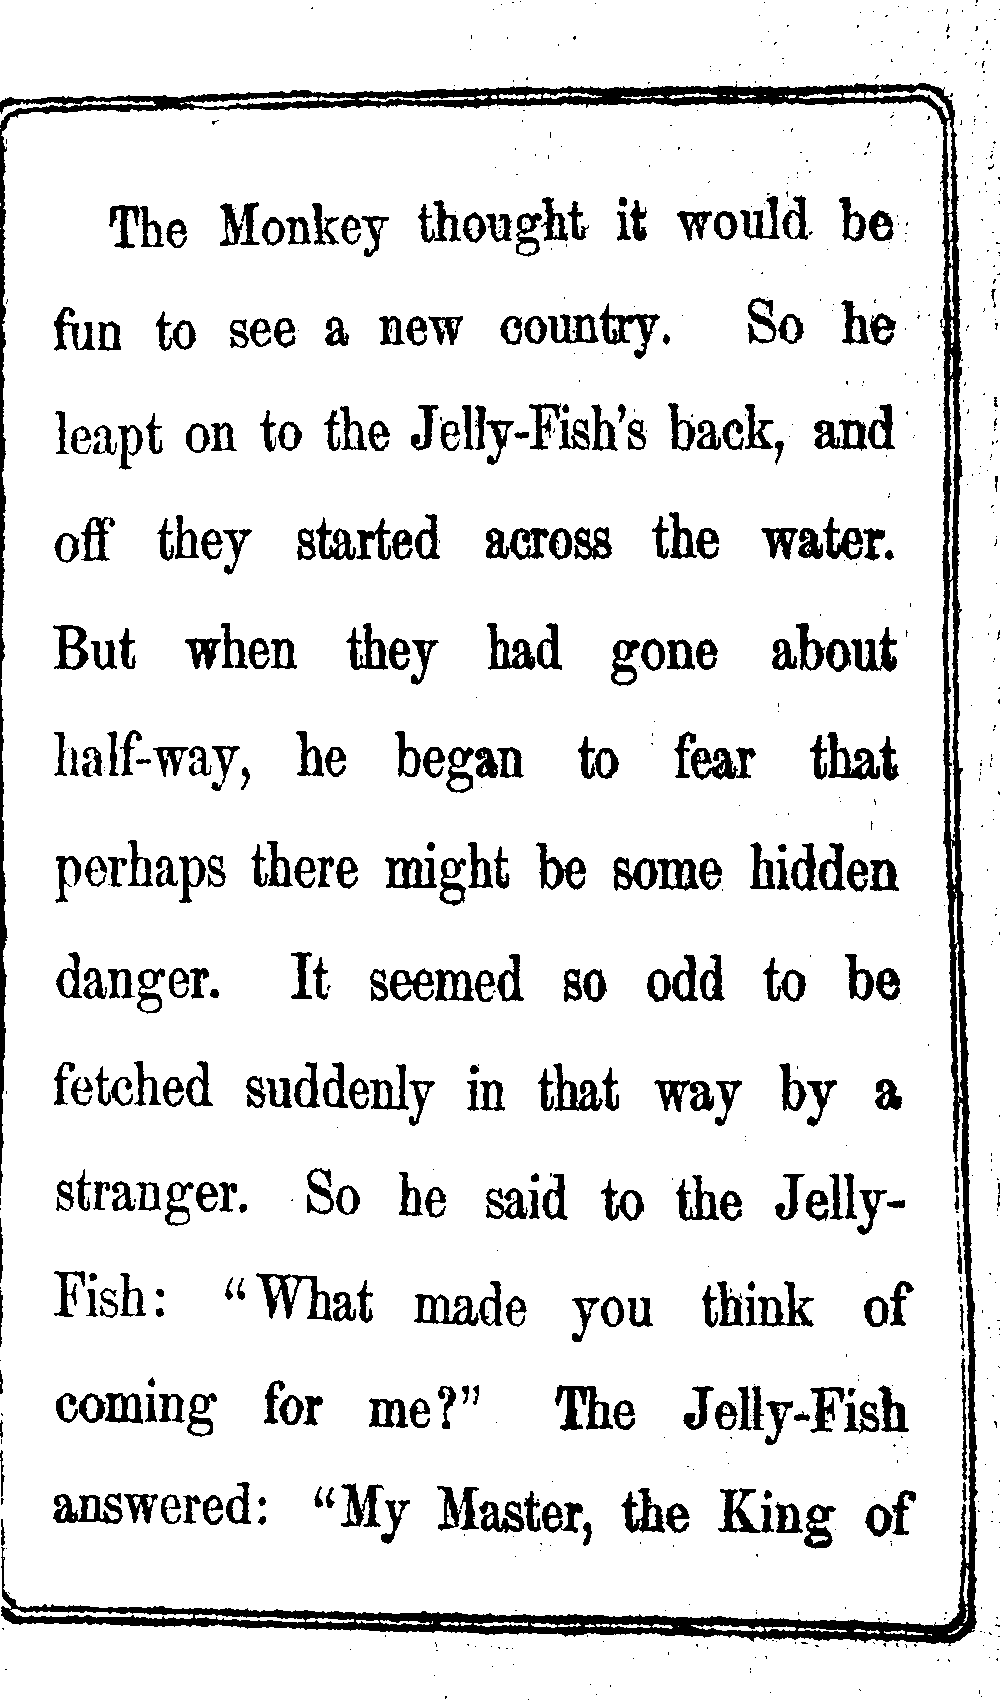 The Monkey thought it would be
fun to see a new country. So he
leapt on to the Jelly-Fish's back, and
off they started across the water.
But when they had gone about
half-way, he began to fear that
perhaps there might be some hidden
danger. It seemed so odd to be
fetched suddenly in that way by a
stranger. So he said to the Jelly-
Fish: "What made you think of
coming for me?" The Jelly-Fish
answered: "My Master, the King of